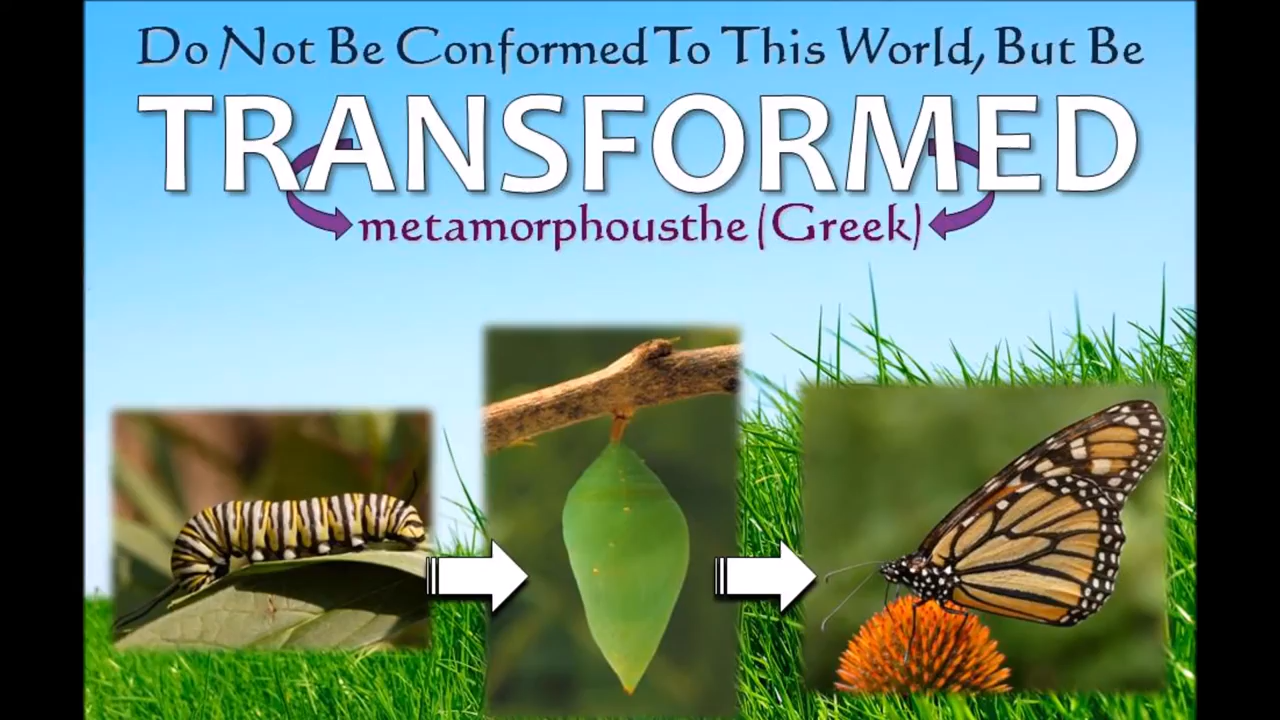 Do Not Be Conformed To This World, But Be
TRANSFORMED
metamorphousthe (Greek)